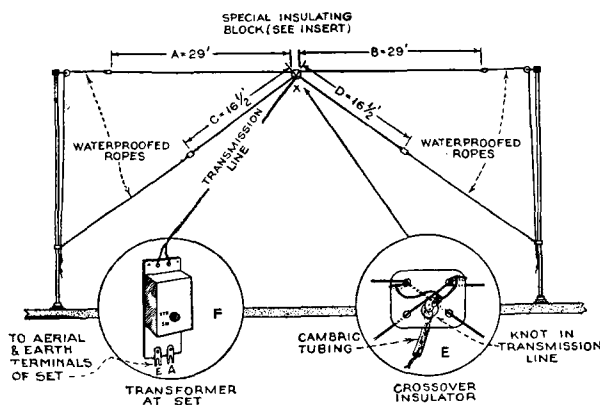 SPECIAL INSULATING
BLOCK (SEE INSERT)
A=29'
B=29'
X
C=16½'
D=16½'
WATERPROOFED
ROPES
TRANSMISSION
LINE
WATERPROOFED
ROPES
F
E A
TO AERIAL
& EARTH
TERMINALS
OF SET
TRANSFORMER
AT SET
CAMBRIC
TUBING
E
KNOT IN
TRANSMISSION
LINE
CROSSOVER
INSULATOR